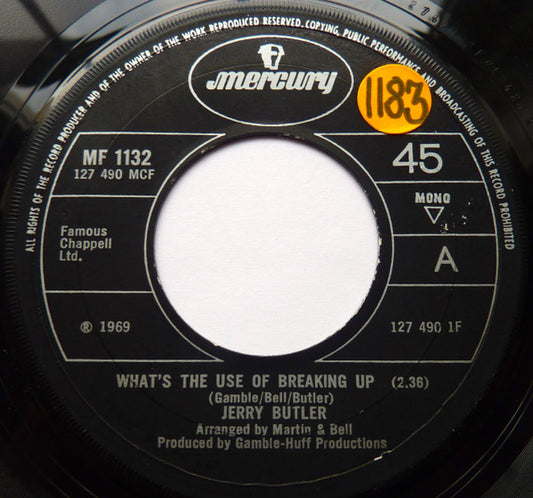 ALL RIGHTS OF THE RECORD PRODUCER AND OF THE OWNER OF THE WORK REPRODUCED RESERVED. COPYING, PUBLIC PERFORMANCE AND BROADCASTING OF THIS RECORD PROHIBITED
mercury
1183
MF 1132
127 490 MCF
45
MONO
Famous
Chappell
Ltd.
A
℗ 1969
127 490 1F
WHAT'S THE USE OF BREAKING UP (2.36)
(Gamble/Bell/Butler)
JERRY BUTLER
Arranged by Martin & Bell
Produced by Gamble-Huff Productions